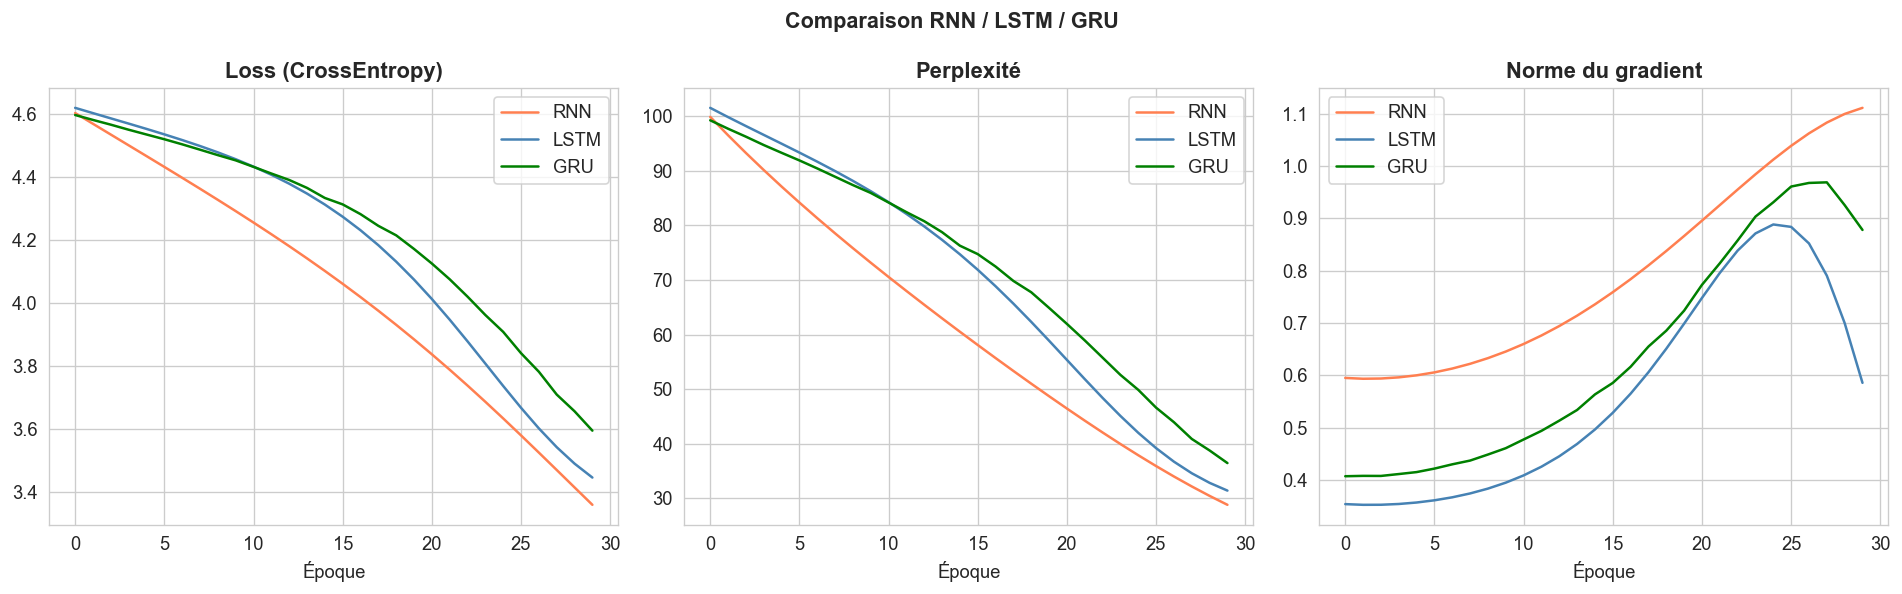 Comparaison RNN / LSTM / GRU
Loss (CrossEntropy)
4.6
4.4
4.2
4.0
3.8
3.6
3.4
0 5 10 15 20 25 30
Époque
RNN
LSTM
GRU
Perplexité
100
90
80
70
60
50
40
30
0 5 10 15 20 25 30
Époque
RNN
LSTM
GRU
Norme du gradient
1.1
1.0
0.9
0.8
0.7
0.6
0.5
0.4
0 5 10 15 20 25 30
Époque
RNN
LSTM
GRU